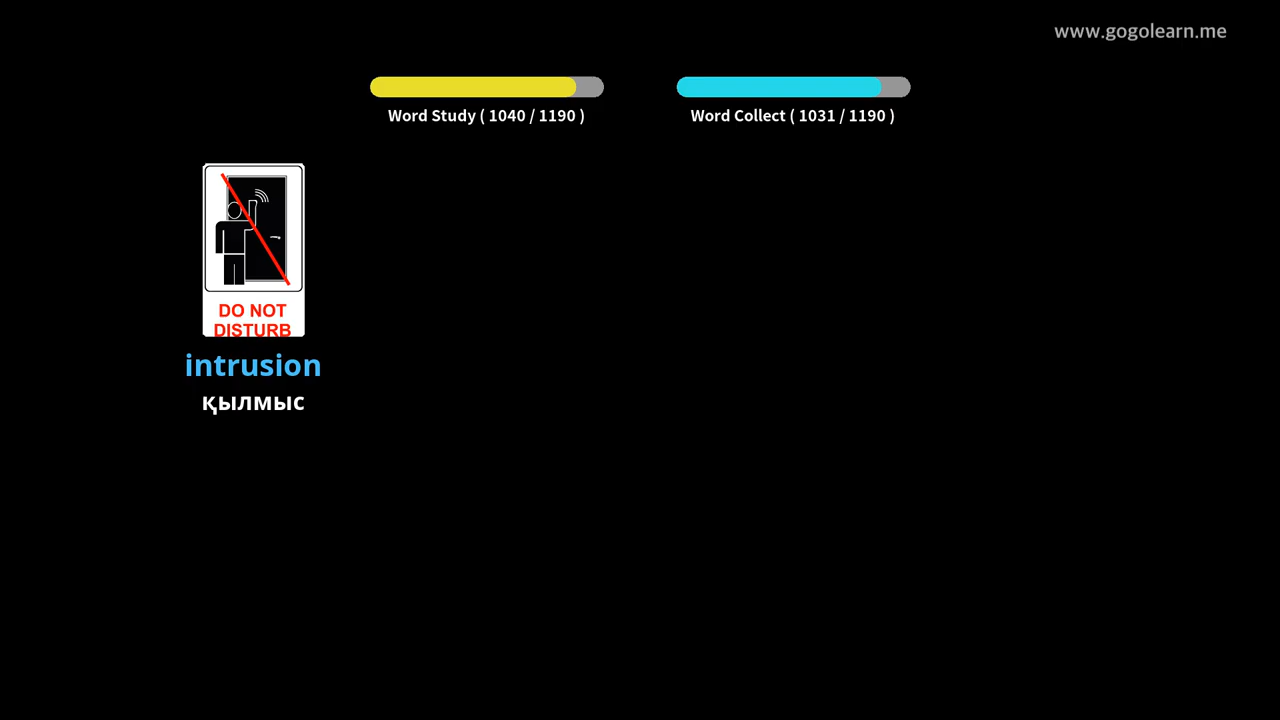 www.gogolearn.me
Word Study ( 1040 / 1190 )
Word Collect ( 1031 / 1190 )
DO NOT
DISTURB
intrusion
қылмыс